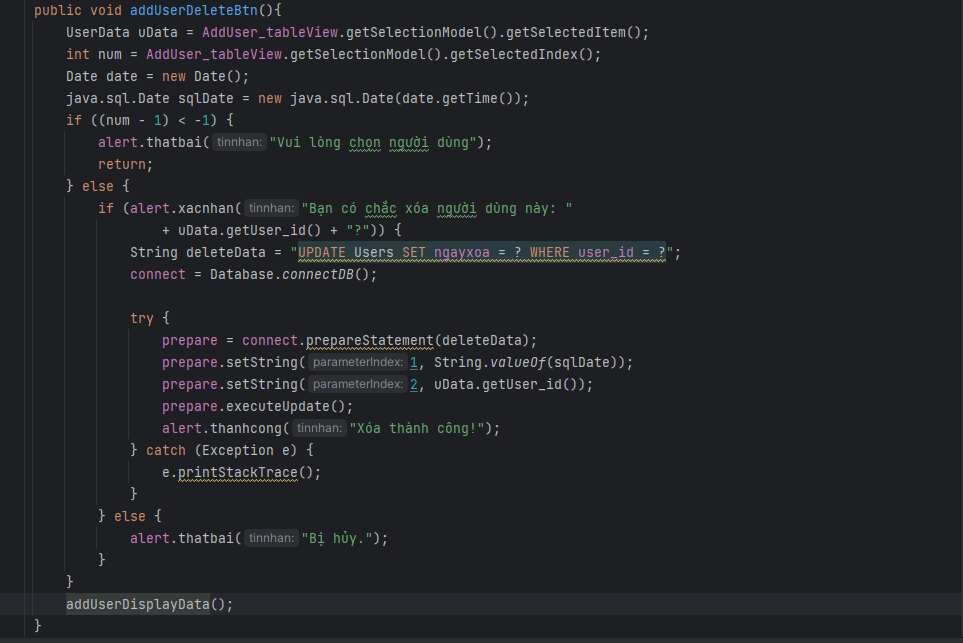 public void addUserDeleteBtn(){
UserData uData = AddUser_tableView.getSelectionModel().getSelectedItem();
int num = AddUser_tableView.getSelectionModel().getSelectedIndex();
Date date = new Date();
java.sql.Date sqlDate = new java.sql.Date(date.getTime());
if ((num - 1) < -1) {
alert.thatbai( tinnhan: "Vui lòng chọn người dùng");
return;
} else {
if (alert.xacnhan( tinnhan: "Bạn có chắc xóa người dùng này: "
+ uData.getUser_id() + "?")) {
String deleteData = "UPDATE Users SET ngayxoa = ? WHERE user_id = ?";
connect = Database.connectDB();
try {
prepare = connect.prepareStatement(deleteData);
prepare.setString( parameterIndex: 1, String.valueOf(sqlDate));
prepare.setString( parameterIndex: 2, uData.getUser_id());
prepare.executeUpdate();
alert.thanhcong( tinnhan: "Xóa thành công!");
} catch (Exception e) {
e.printStackTrace();
}
} else {
alert.thatbai( tinnhan: "Bị hủy.");
}
}
addUserDisplayData();
}